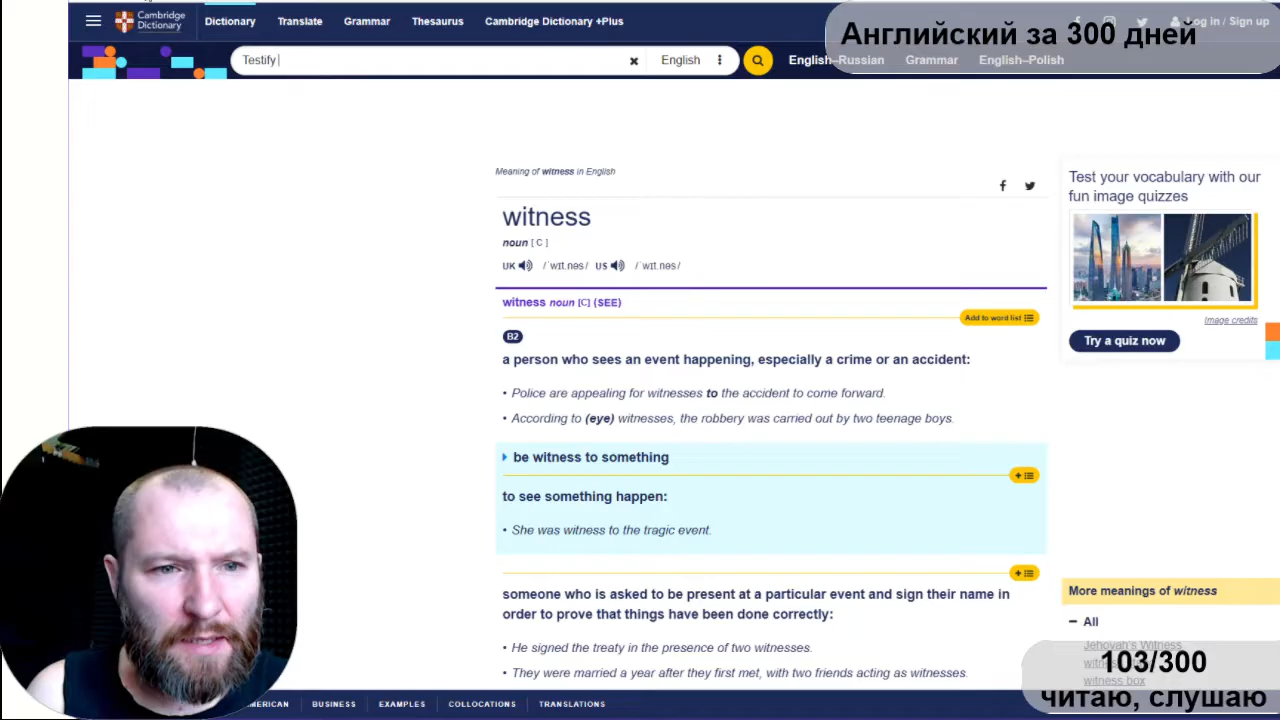 Cambridge
Dictionary
Dictionary
Translate
Grammar
Thesaurus
Cambridge Dictionary +Plus
Log in / Sign up
Английский за 300 дней
Testify
English
English–Russian
Grammar
English–Polish
Meaning of witness in English
witness
noun [ C ]
UK /ˈwɪt.nəs/ US /ˈwɪt.nəs/
witness noun [C] (SEE)
Add to word list
B2
a person who sees an event happening, especially a crime or an accident:
• Police are appealing for witnesses to the accident to come forward.
• According to (eye) witnesses, the robbery was carried out by two teenage boys.
be witness to something
to see something happen:
• She was witness to the tragic event.
someone who is asked to be present at a particular event and sign their name in
order to prove that things have been done correctly:
• He signed the treaty in the presence of two witnesses.
• They were married a year after they first met, with two friends acting as witnesses.
Test your vocabulary with our
fun image quizzes
Image credits
Try a quiz now
More meanings of witness
All
Jehovah's Witness
witness box
103/300
читаю, слушаю
BUSINESS
EXAMPLES
COLLOCATIONS
TRANSLATIONS